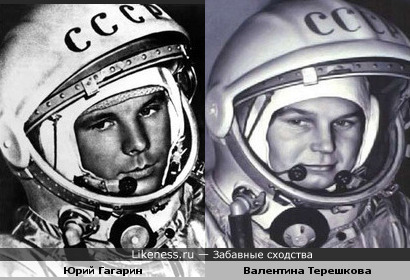 СССР
СССР
Likeness.ru — Забавные сходства
Юрий Гагарин
Валентина Терешкова